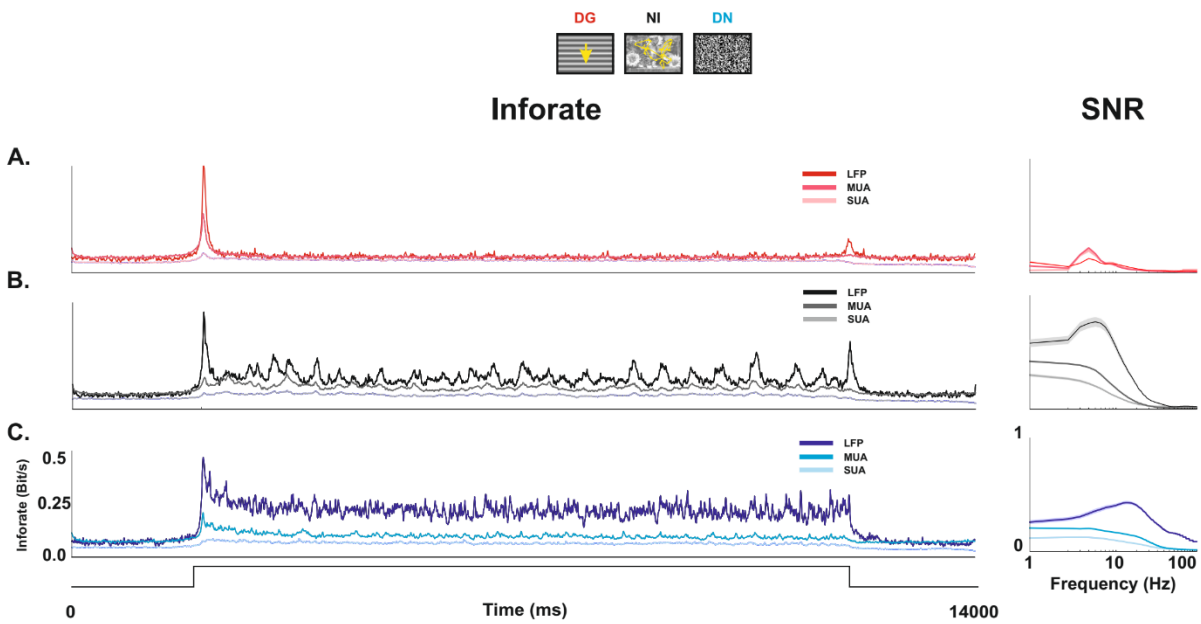 DG NI DN
Inforate SNR
A.
LFP
MUA
SUA
B.
LFP
MUA
SUA
C.
LFP
MUA
SUA
Inforate (Bit/s)
0.5
0.25
0.0
1
0
1 10 100
Frequency (Hz)
0 Time (ms) 14000